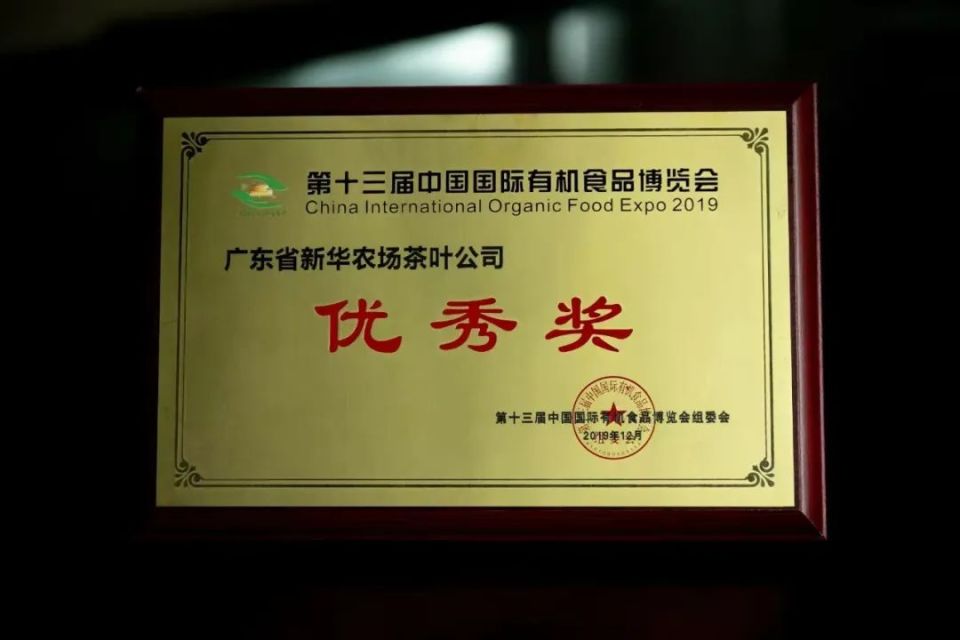 第十三届中国国际有机食品博览会
China International Organic Food Expo 2019
广东省新华农场茶叶公司
优秀奖
第十三届中国国际有机食品博览会组委会
2019年12月